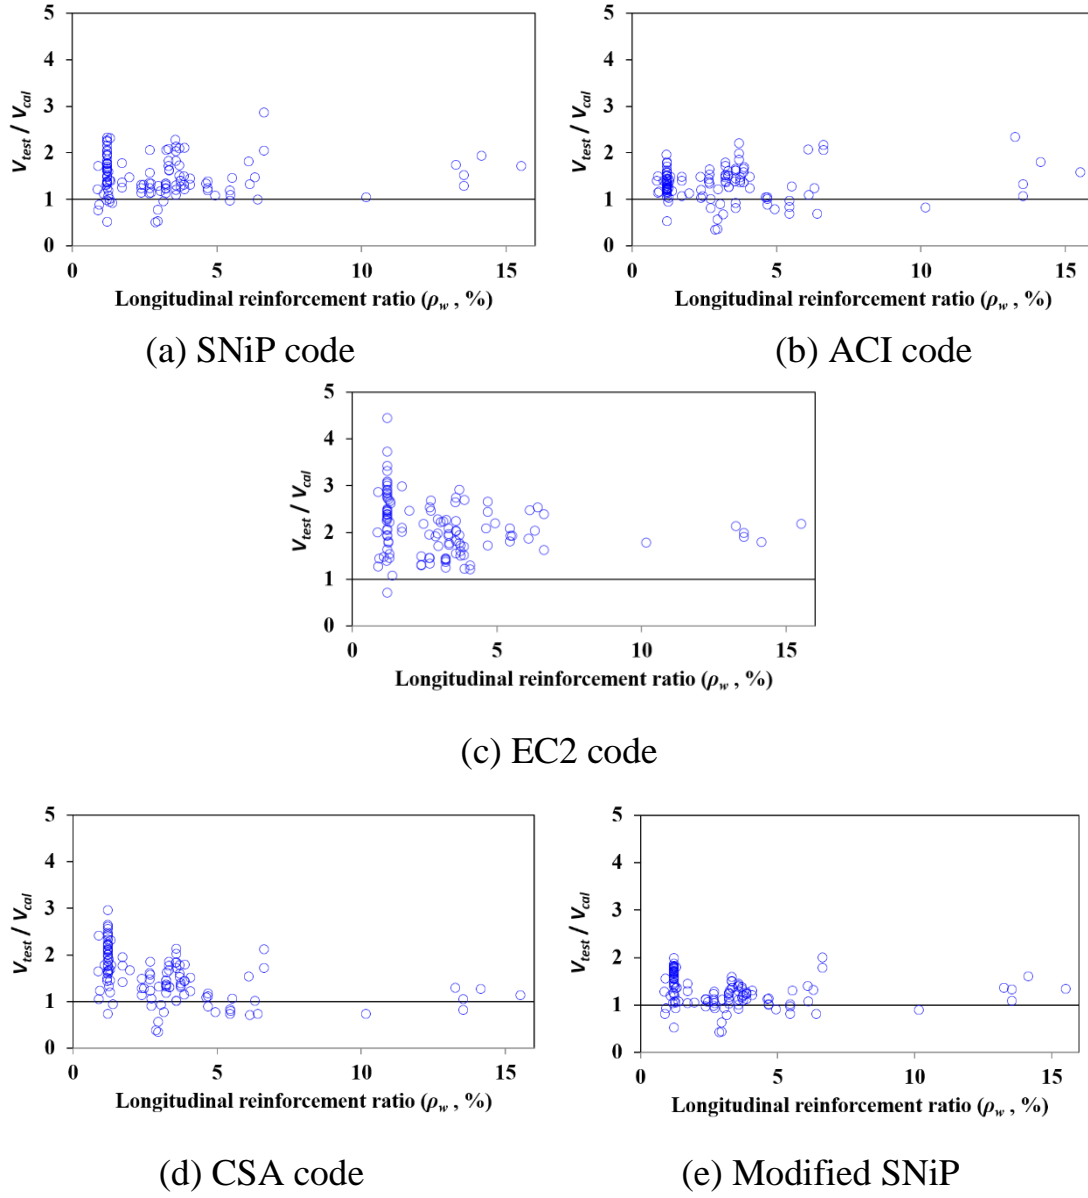 5
4
3
2
1
0
V_test / V_cal
0 5 10 15
Longitudinal reinforcement ratio (ρ_w , %)
(a) SNiP code
5
4
3
2
1
0
V_test / V_cal
0 5 10 15
Longitudinal reinforcement ratio (ρ_w , %)
(b) ACI code
5
4
3
2
1
0
V_test / V_cal
0 5 10 15
Longitudinal reinforcement ratio (ρ_w , %)
(c) EC2 code
5
4
3
2
1
0
V_test / V_cal
0 5 10 15
Longitudinal reinforcement ratio (ρ_w , %)
(d) CSA code
5
4
3
2
1
0
V_test / V_cal
0 5 10 15
Longitudinal reinforcement ratio (ρ_w , %)
(e) Modified SNiP